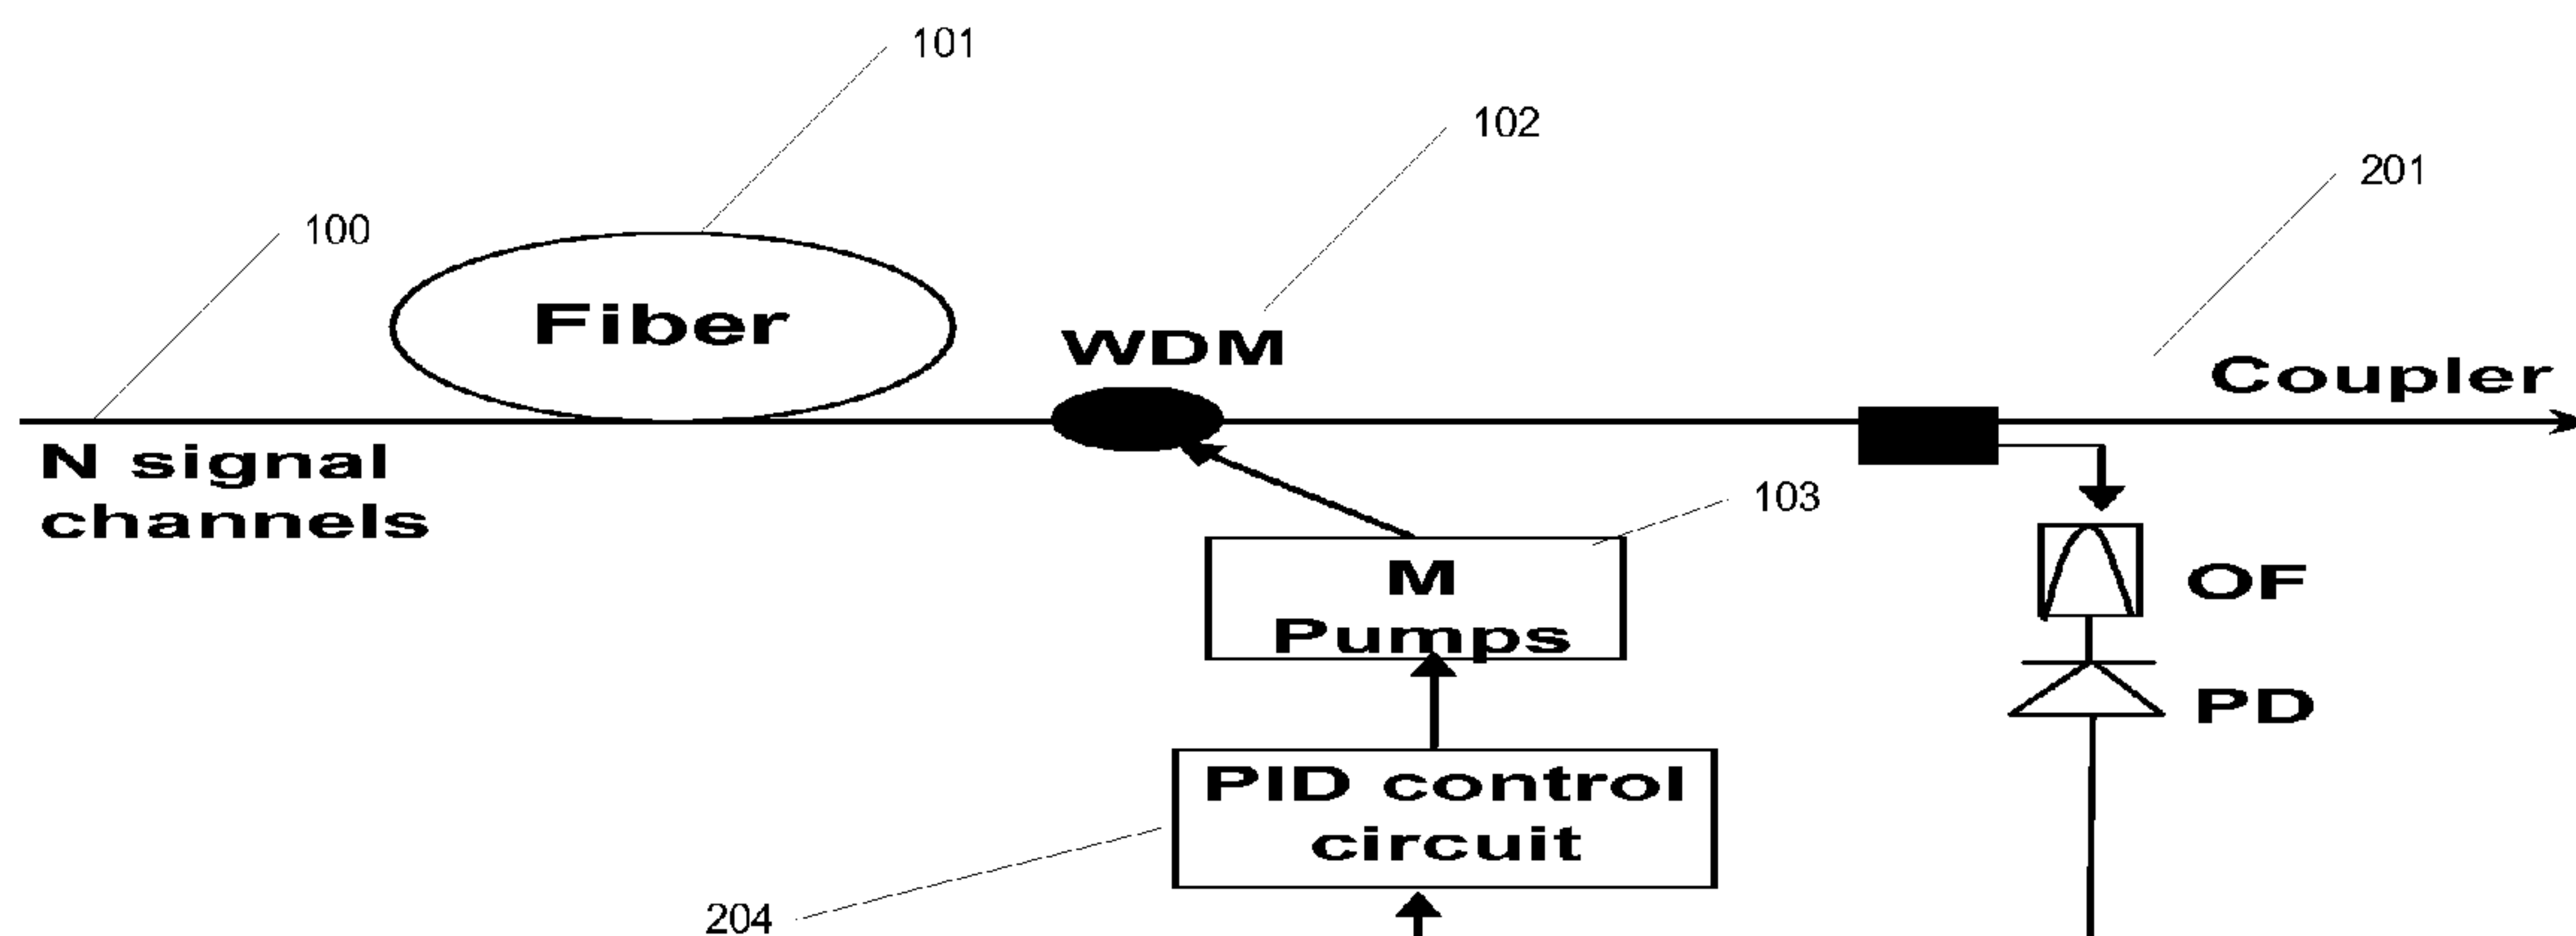 101
102
201
100
Fiber
WDM
Coupler
N signal
channels
103
M
Pumps
OF
PD
PID control
circuit
204